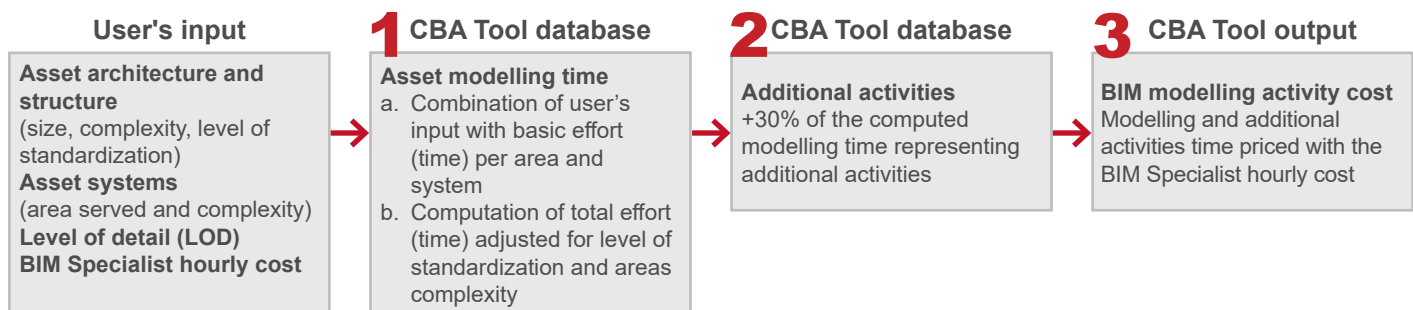 User's input
Asset architecture and
structure
(size, complexity, level of
standardization)
Asset systems
(area served and complexity)
Level of detail (LOD)
BIM Specialist hourly cost
1 CBA Tool database
Asset modelling time
a. Combination of user's
input with basic effort
(time) per area and
system
b. Computation of total effort
(time) adjusted for level of
standardization and areas
complexity
2 CBA Tool database
Additional activities
+30% of the computed
modelling time representing
additional activities
3 CBA Tool output
BIM modelling activity cost
Modelling and additional
activities time priced with the
BIM Specialist hourly cost